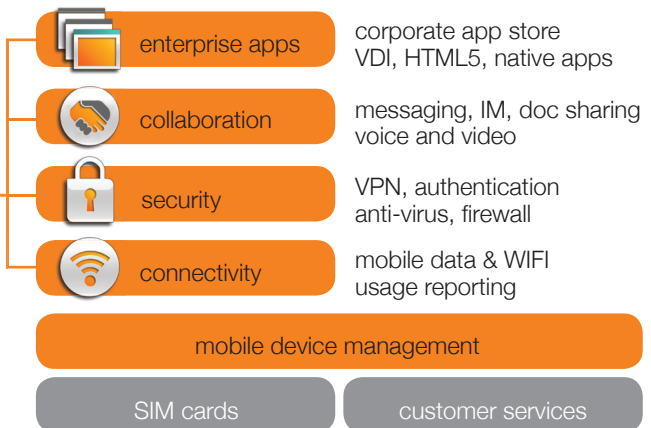 enterprise apps
corporate app store
VDI, HTML5, native apps
collaboration
messaging, IM, doc sharing
voice and video
security
VPN, authentication
anti-virus, firewall
connectivity
mobile data & WIFI
usage reporting
mobile device management
SIM cards
customer services